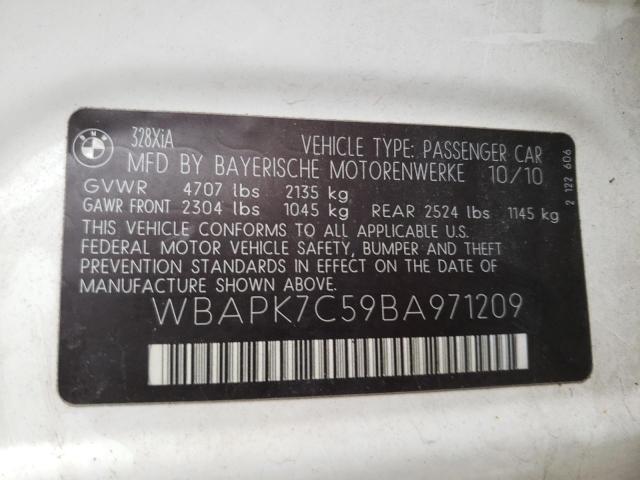 BMW
328XiA
VEHICLE TYPE: PASSENGER CAR
MFD BY BAYERISCHE MOTORENWERKE 10/10
GVWR 4707 lbs 2135 kg
GAWR FRONT 2304 lbs 1045 kg REAR 2524 lbs 1145 kg
THIS VEHICLE CONFORMS TO ALL APPLICABLE U.S.
FEDERAL MOTOR VEHICLE SAFETY, BUMPER AND THEFT
PREVENTION STANDARDS IN EFFECT ON THE DATE OF
MANUFACTURE SHOWN ABOVE:
WBAPK7C59BA971209
2 122 606